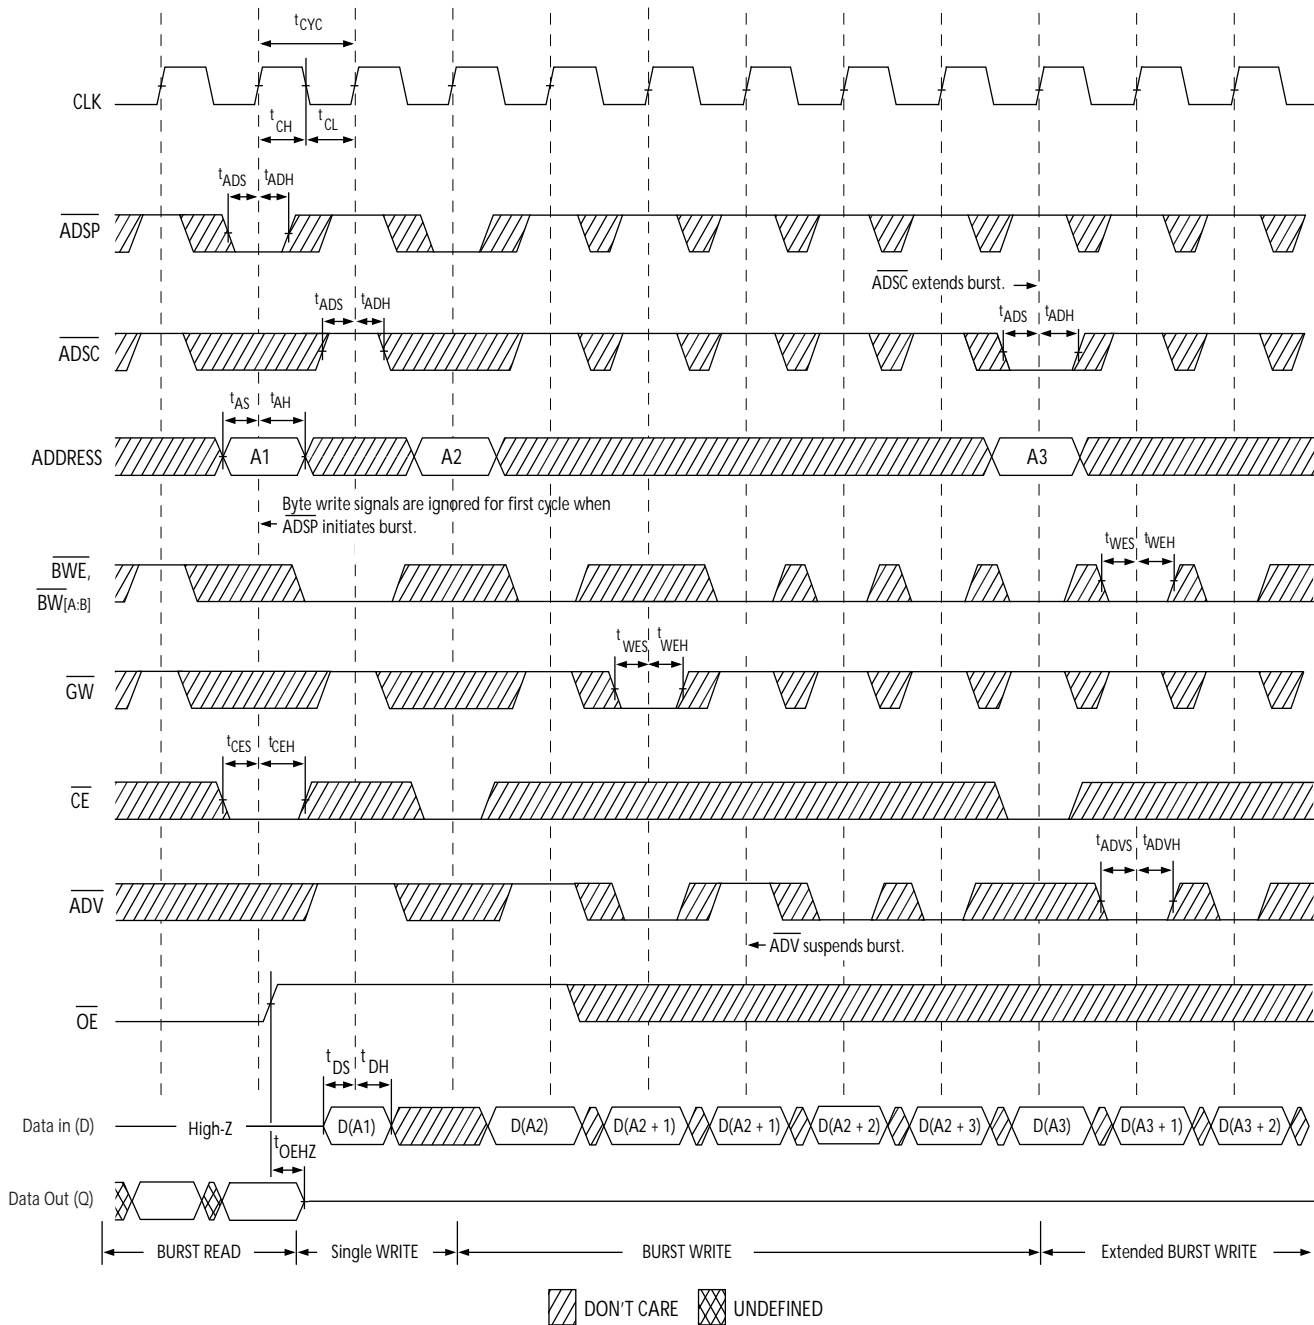 tCYC
CLK
tCH
tCL
tADS
tADH
ADSP
ADSC extends burst.
tADS
tADH
tADS
tADH
ADSC
tAS
tAH
ADDRESS
A1
A2
A3
Byte write signals are ignored for first cycle when
ADSP initiates burst.
tWES
tWEH
BWE,
BW[A:B]
tWES
tWEH
GW
tCES
tCEH
CE
tADVS
tADVH
ADV
ADV suspends burst.
OE
tDS
tDH
Data in (D)
High-Z
D(A1)
D(A2)
D(A2 + 1)
D(A2 + 1)
D(A2 + 2)
D(A2 + 3)
D(A3)
D(A3 + 1)
D(A3 + 2)
tOEHZ
Data Out (Q)
BURST READ
Single WRITE
BURST WRITE
Extended BURST WRITE
DON'T CARE
UNDEFINED